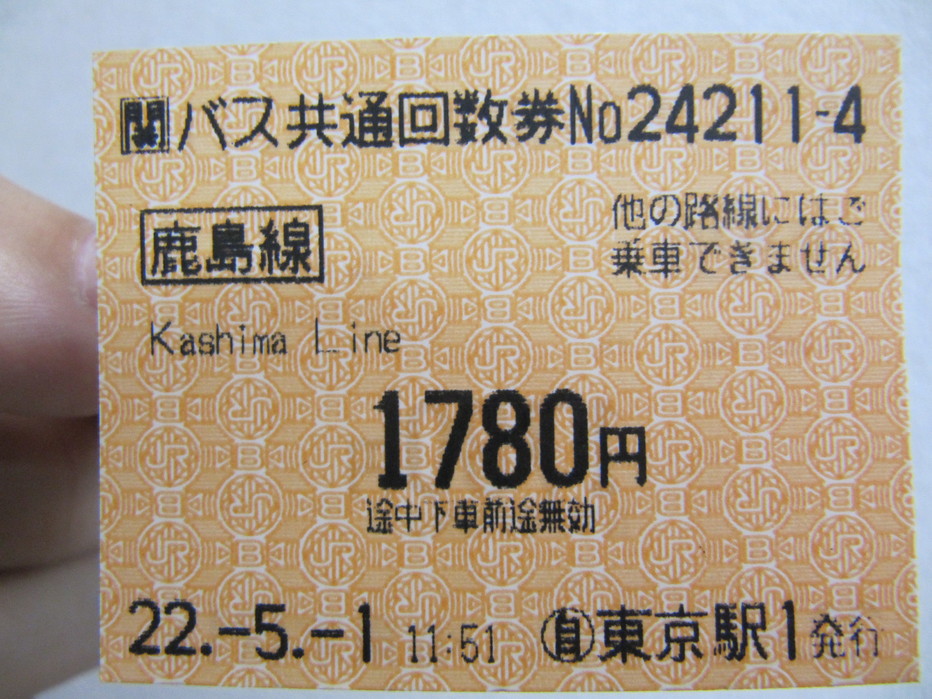 関バス共通回数券No24211-4
他の路線にはご
乗車できません
鹿島線
Kashima Line
1780円
途中下車前途無効
22.-5.-1 11:51 自東京駅1発行